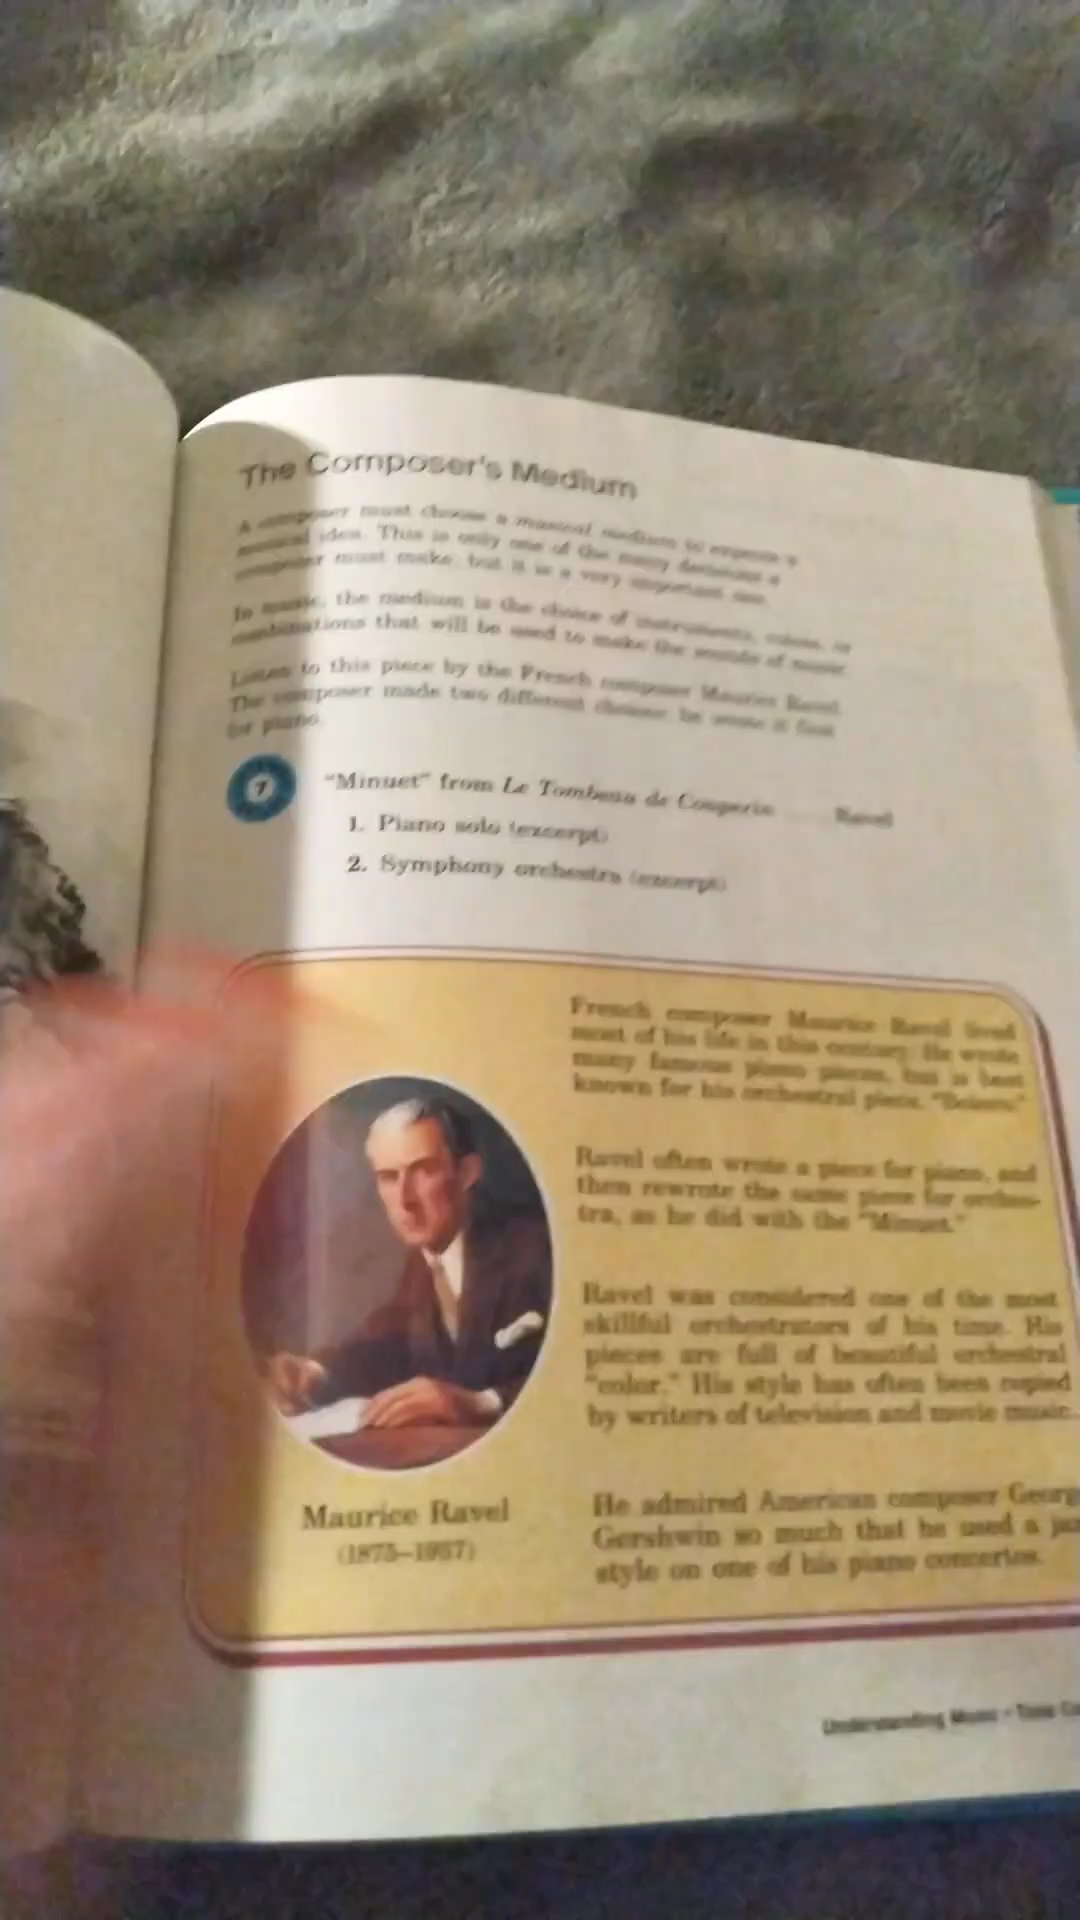 The Composer's Medium
A composer must choose a musical medium to express a
musical idea. This is only one of the many decisions a
composer must make, but it is a very important one.
In music, the medium is the choice of instruments, voices, or
combinations that will be used to make the sounds of music.
Listen to this piece by the French composer Maurice Ravel.
The composer made two different choices: he wrote it first
for piano.
7
"Minuet" from Le Tombeau de Couperin Ravel
1. Piano solo (excerpt)
2. Symphony orchestra (excerpt)
French composer Maurice Ravel lived
most of his life in this century. He wrote
many famous piano pieces, but is best
known for his orchestral piece, "Bolero."
Ravel often wrote a piece for piano, and
then rewrote the same piece for orches-
tra, as he did with the "Minuet."
Ravel was considered one of the most
skillful orchestrators of his time. His
pieces are full of beautiful orchestral
"color." His style has often been copied
by writers of television and movie music.
Maurice Ravel
(1875–1937)
He admired American composer Georg
Gershwin so much that he used a jaz
style on one of his piano concertos.
Understanding Music • Tone Co